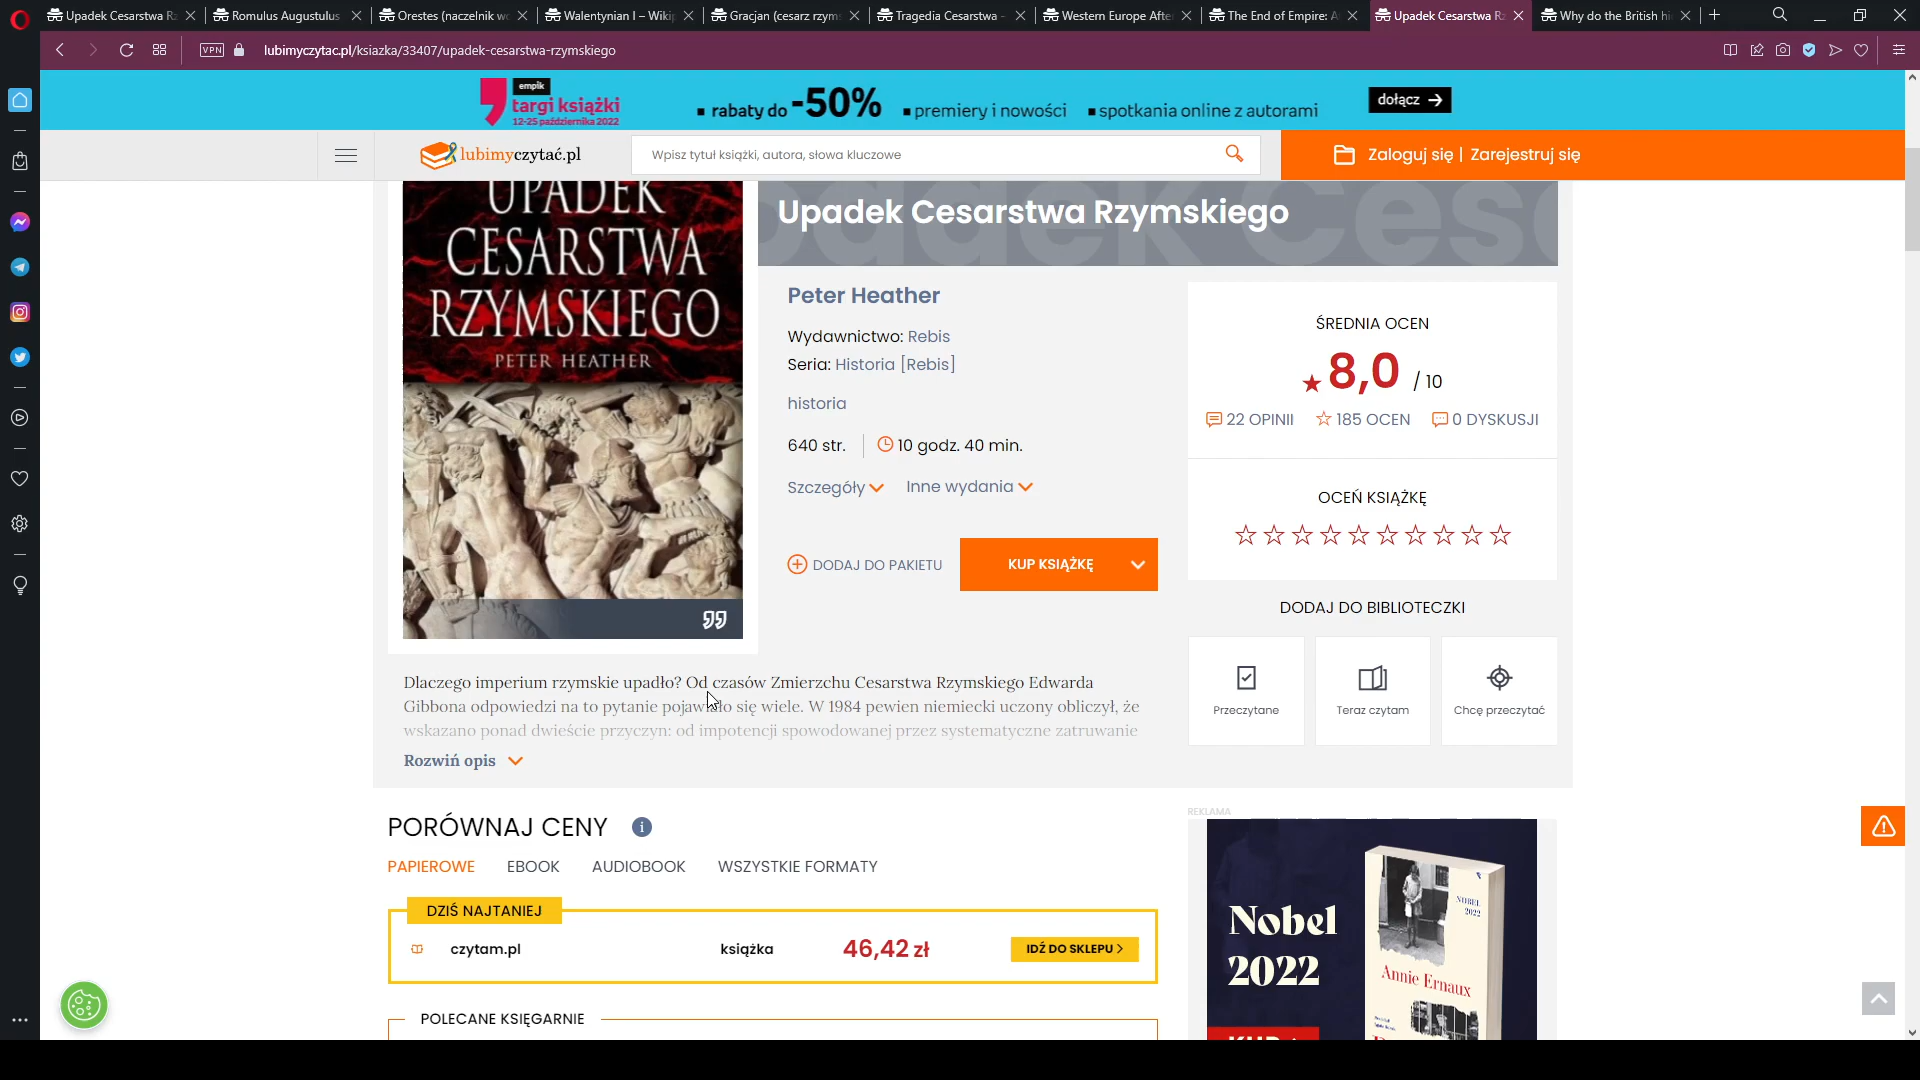 Upadek Cesarstwa Rz
Romulus Augustulus
Orestes (naczelnik wo
Walentynian I – Wikip
Gracjan (cesarz rzyms
Tragedia Cesarstwa -
Western Europe Afte
The End of Empire: A
Upadek Cesarstwa Rz
Why do the British hi
VPN
lubimyczytac.pl/ksiazka/33407/upadek-cesarstwa-rzymskiego
empik
targi książki
12-25 października 2022
rabaty do -50%
premiery i nowości
spotkania online z autorami
dołącz
lubimyczytać.pl
Wpisz tytuł książki, autora, słowa kluczowe
Zaloguj się | Zarejestruj się
UPADEK
CESARSTWA
RZYMSKIEGO
PETER HEATHER
Upadek Cesarstwa Rzymskiego
Peter Heather
Wydawnictwo: Rebis
Seria: Historia [Rebis]
historia
640 str.
10 godz. 40 min.
Szczegóły
Inne wydania
DODAJ DO PAKIETU
KUP KSIĄŻKĘ
ŚREDNIA OCEN
8,0 / 10
22 OPINII
185 OCEN
0 DYSKUSJI
OCEŃ KSIĄŻKĘ
DODAJ DO BIBLIOTECZKI
Przeczytane
Teraz czytam
Chcę przeczytać
Dlaczego imperium rzymskie upadło? Od czasów Zmierzchu Cesarstwa Rzymskiego Edwarda
Gibbona odpowiedzi na to pytanie pojawiło się wiele. W 1984 pewien niemiecki uczony obliczył, że
wskazano ponad dwieście przyczyn: od impotencji spowodowanej przez systematyczne zatruwanie
Rozwiń opis
PORÓWNAJ CENY
PAPIEROWE
EBOOK
AUDIOBOOK
WSZYSTKIE FORMATY
DZIŚ NAJTANIEJ
czytam.pl
książka
46,42 zł
IDŹ DO SKLEPU
POLECANE KSIĘGARNIE
REKLAMA
Nobel
2022
NOBEL
2022
Annie Ernaux